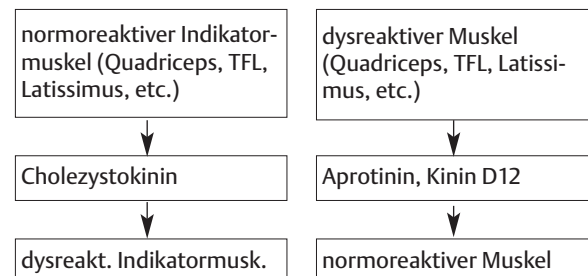 normoreaktiver Indikator-
muskel (Quadriceps, TFL,
Latissimus, etc.)
Cholezystokinin
dysreakt. Indikatormusk.
dysreaktiver Muskel
(Quadriceps, TFL, Latissi-
mus, etc.)
Aprotinin, Kinin D12
normoreaktiver Muskel